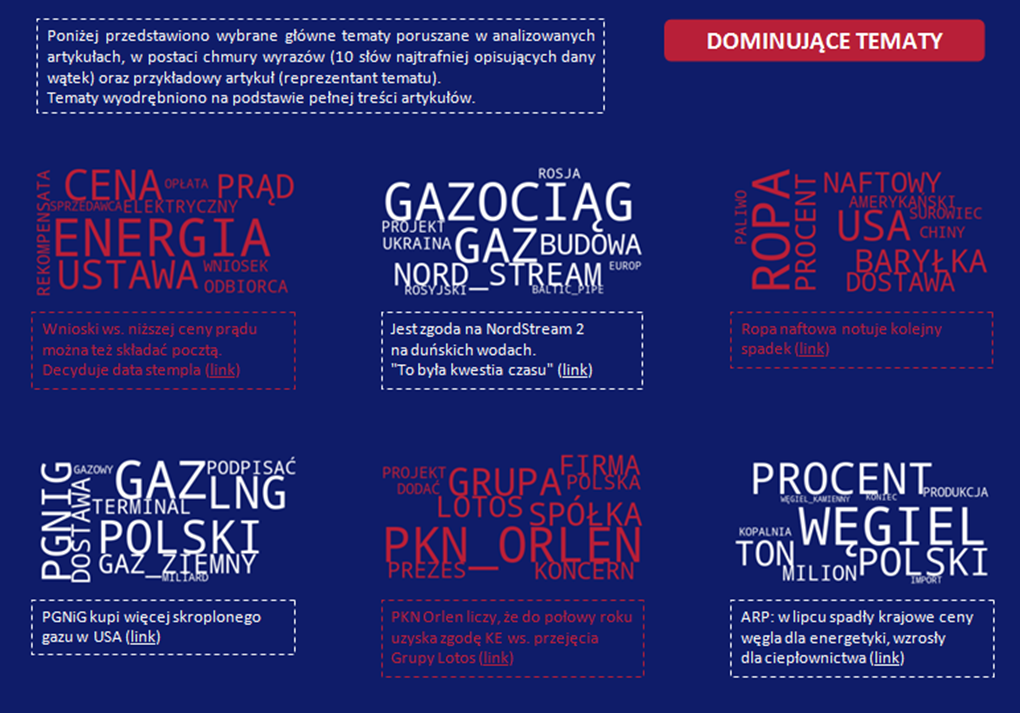 Poniżej przedstawiono wybrane główne tematy poruszane w analizowanych
artykułach, w postaci chmury wyrazów (10 słów najtrafniej opisujących dany
wątek) oraz przykładowy artykuł (reprezentant tematu).
Tematy wyodrębniono na podstawie pełnej treści artykułów.
DOMINUJĄCE TEMATY
REKOMPENSATA
CENA
OPŁATA
PRĄD
SPRZEDAWCA
ELEKTRYCZNY
ENERGIA
USTAWA
WNIOSEK
ODBIORCA
Wnioski ws. niższej ceny prądu
można też składać pocztą.
Decyduje data stempla (link)
ROSJA
GAZOCIĄG
PROJEKT
UKRAINA
GAZ
BUDOWA
NORD_STREAM
EUROP
ROSYJSKI
BALTIC_PIPE
Jest zgoda na NordStream 2
na duńskich wodach.
"To była kwestia czasu" (link)
PALIWO
ROPA
PROCENT
NAFTOWY
AMERYKAŃSKI
USA
SUROWIEC
CHINY
BARYŁKA
DOSTAWA
Ropa naftowa notuje kolejny
spadek (link)
PGNIG
DOSTAWA
GAZOWY
GAZ
PODPISAĆ
LNG
TERMINAL
POLSKI
GAZ_ZIEMNY
MILIARD
PGNiG kupi więcej skroplonego
gazu w USA (link)
PROJEKT
DODAĆ
GRUPA
FIRMA
POLSKA
LOTOS
SPÓŁKA
PKN_ORLEN
PREZES
KONCERN
PKN Orlen liczy, że do połowy roku
uzyska zgodę KE ws. przejęcia
Grupy Lotos (link)
PROCENT
WĘGIEL_KAMIENNY
KONIEC
PRODUKCJA
WĘGIEL
KOPALNIA
TON
MILION
POLSKI
IMPORT
ARP: w lipcu spadły krajowe ceny
węgla dla energetyki, wzrosły
dla ciepłownictwa (link)